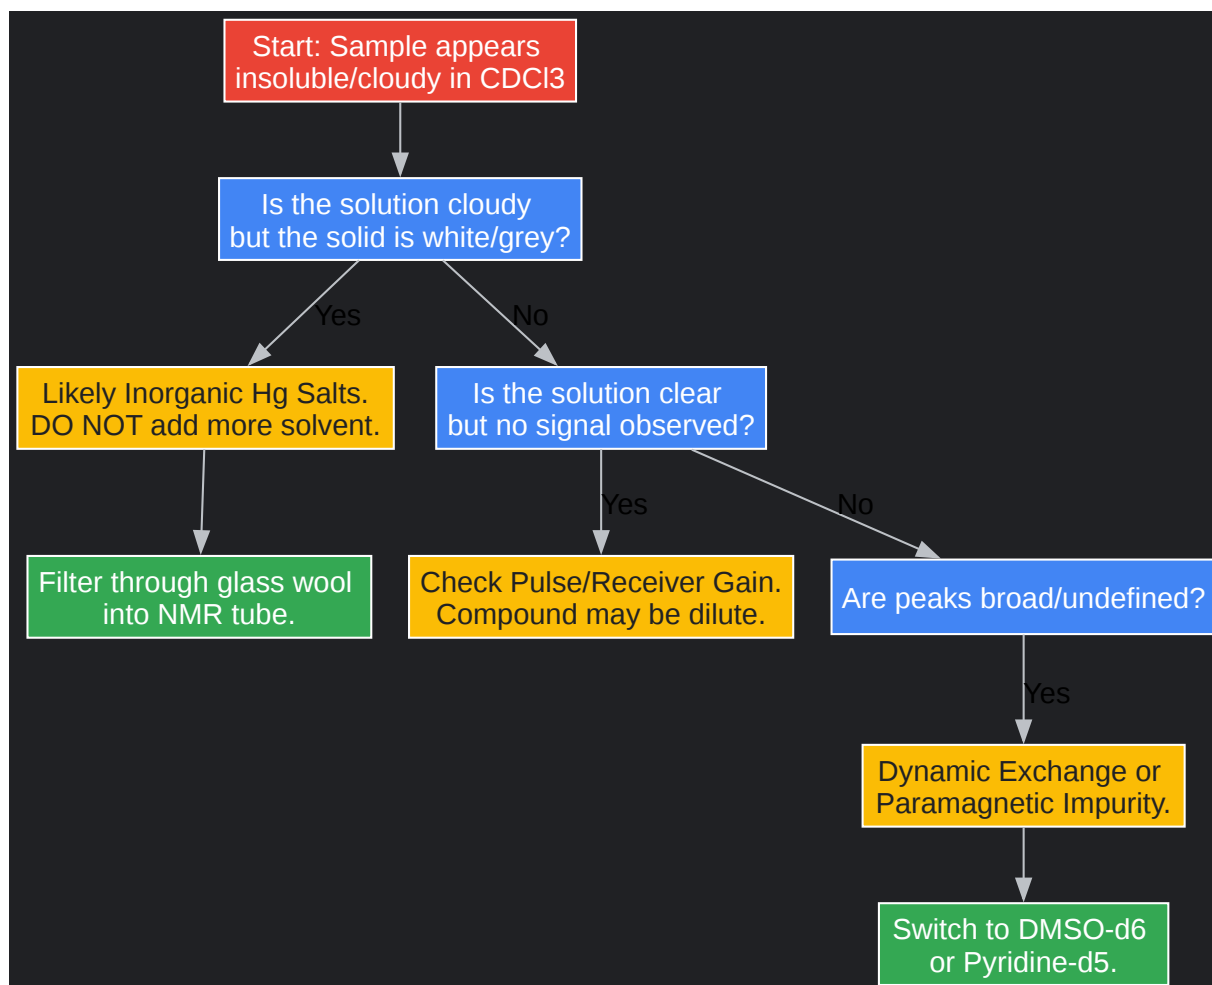 Start: Sample appears
insoluble/cloudy in CDCl3
Is the solution cloudy
but the solid is white/grey?
Yes
No
Likely Inorganic Hg Salts.
DO NOT add more solvent.
Is the solution clear
but no signal observed?
Yes
No
Filter through glass wool
into NMR tube.
Check Pulse/Receiver Gain.
Compound may be dilute.
Are peaks broad/undefined?
Yes
Dynamic Exchange or
Paramagnetic Impurity.
Switch to DMSO-d6
or Pyridine-d5.